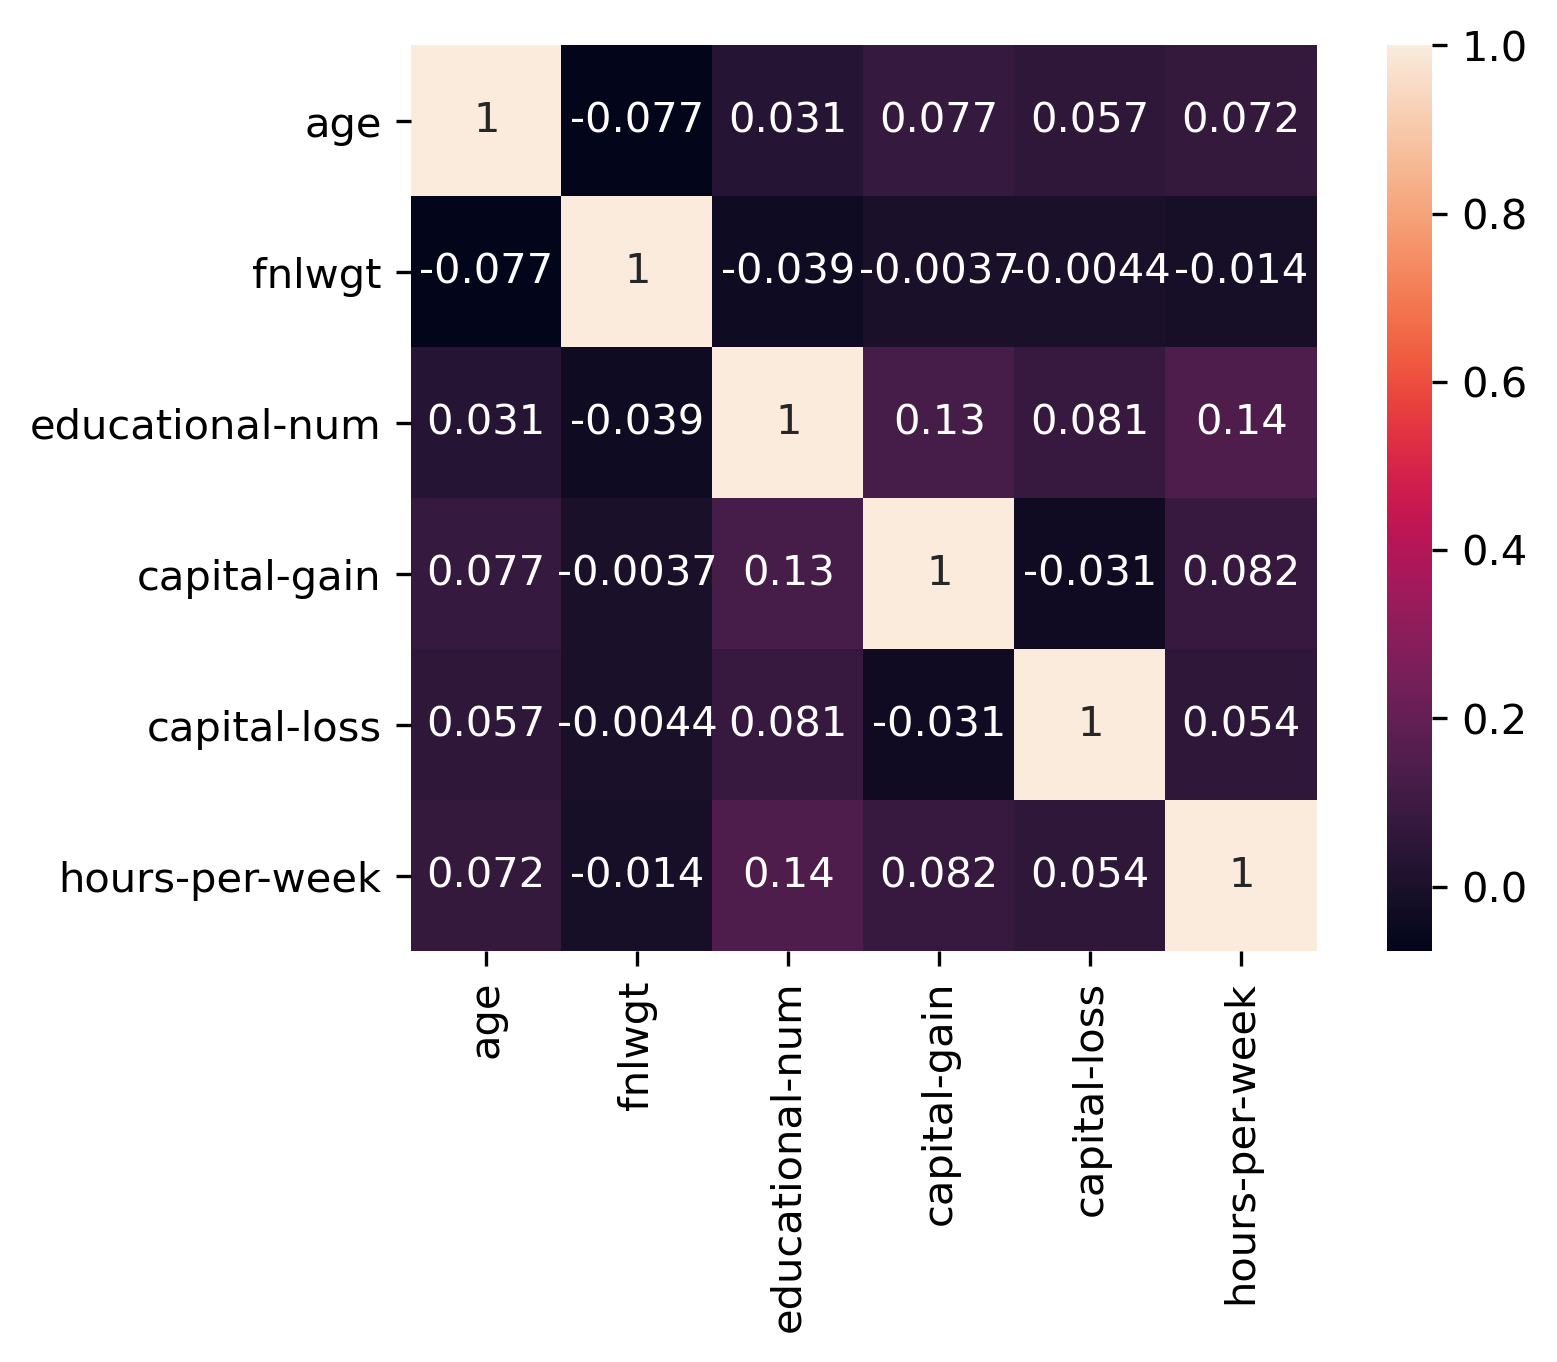 age 1 -0.077 0.031 0.077 0.057 0.072
fnlwgt -0.077 1 -0.039 -0.0037 -0.0044 -0.014
educational-num 0.031 -0.039 1 0.13 0.081 0.14
capital-gain 0.077 -0.0037 0.13 1 -0.031 0.082
capital-loss 0.057 -0.0044 0.081 -0.031 1 0.054
hours-per-week 0.072 -0.014 0.14 0.082 0.054 1
age
fnlwgt
educational-num
capital-gain
capital-loss
hours-per-week
1.0
0.8
0.6
0.4
0.2
0.0